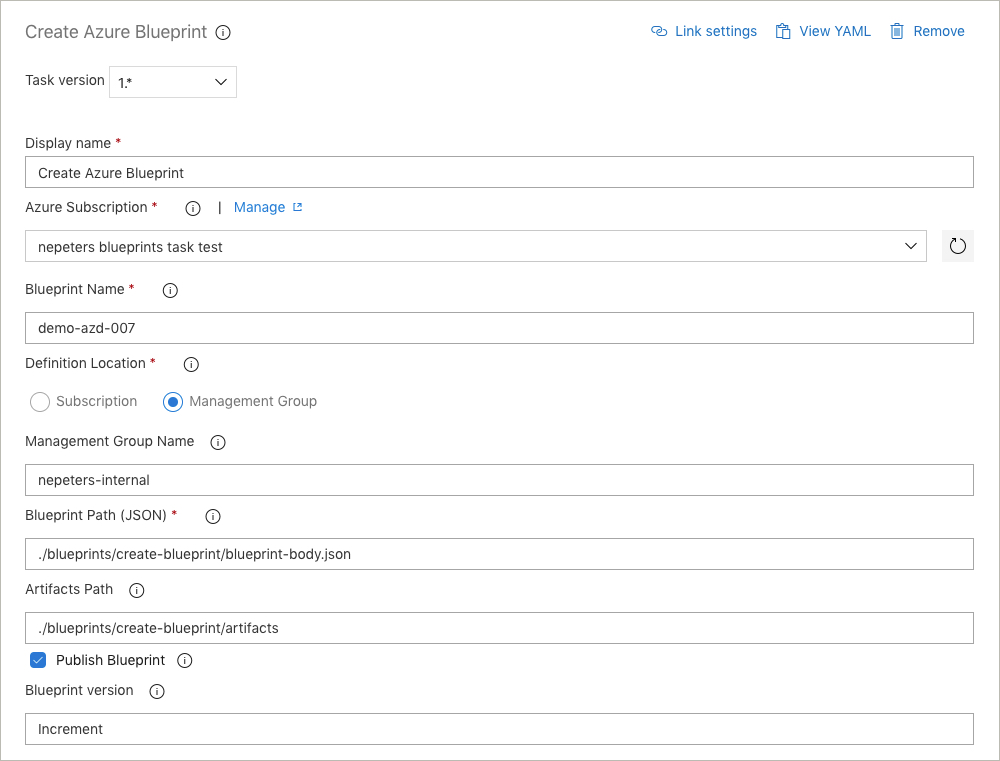 Create Azure Blueprint
Link settings
View YAML
Remove
Task version 1.*
Display name *
Create Azure Blueprint
Azure Subscription * | Manage
nepeters blueprints task test
Blueprint Name *
demo-azd-007
Definition Location *
Subscription Management Group
Management Group Name
nepeters-internal
Blueprint Path (JSON) *
./blueprints/create-blueprint/blueprint-body.json
Artifacts Path
./blueprints/create-blueprint/artifacts
Publish Blueprint
Blueprint version
Increment